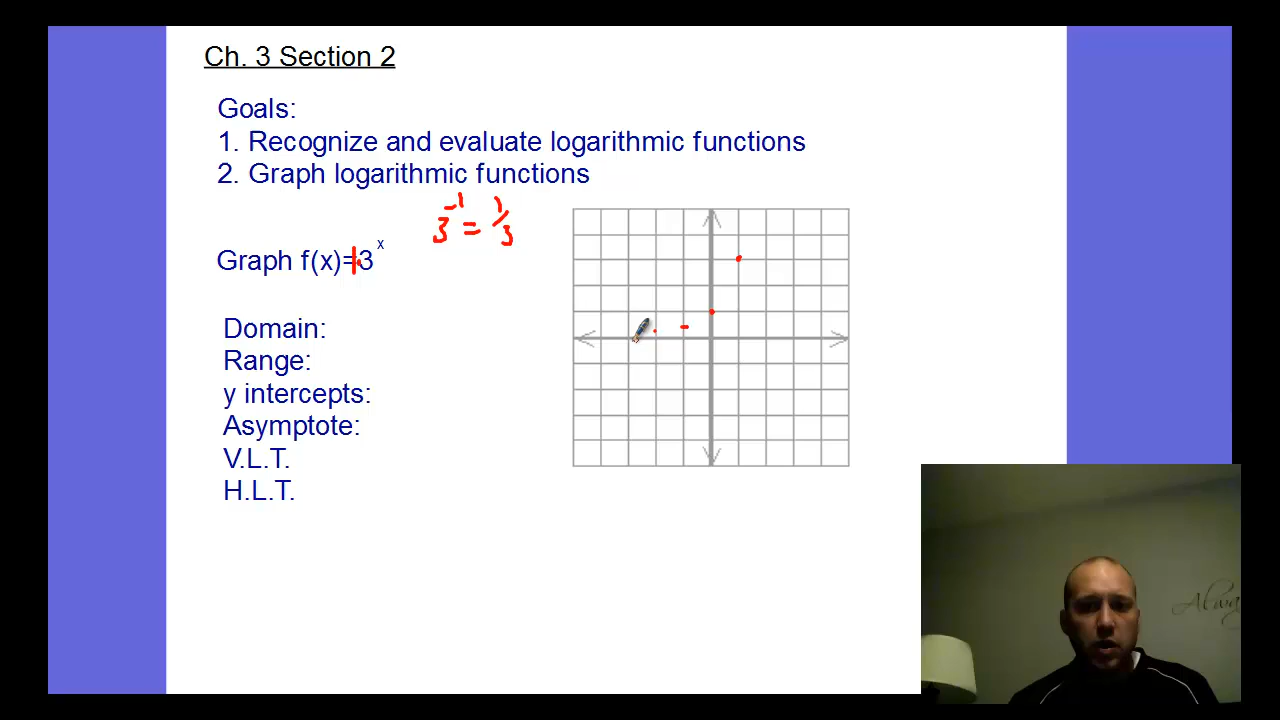 Ch. 3 Section 2
Goals:
1. Recognize and evaluate logarithmic functions
2. Graph logarithmic functions
3⁻¹ = 1/3
Graph f(x)=1·3ˣ
Domain:
Range:
y intercepts:
Asymptote:
V.L.T.
H.L.T.